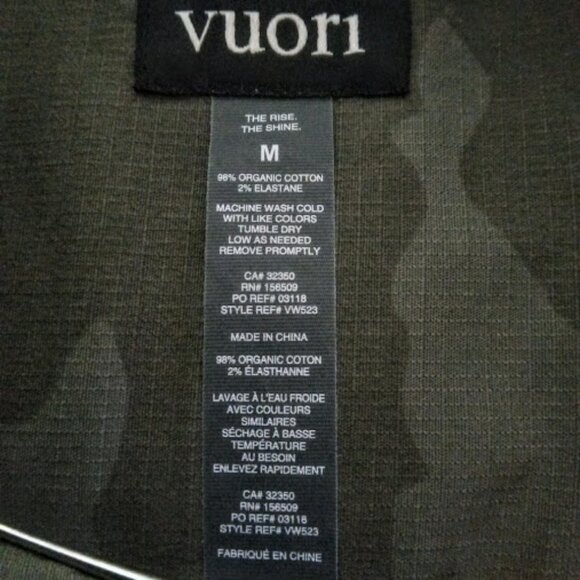 vuori
THE RISE.
THE SHINE.
M
98% ORGANIC COTTON
2% ELASTANE
MACHINE WASH COLD
WITH LIKE COLORS
TUMBLE DRY
LOW AS NEEDED
REMOVE PROMPTLY
CA# 32350
RN# 156509
PO REF# 03118
STYLE REF# VW523
MADE IN CHINA
98% ORGANIC COTTON
2% ÉLASTHANNE
LAVAGE À L'EAU FROIDE
AVEC COULEURS
SIMILAIRES
SÉCHAGE À BASSE
TEMPÉRATURE
AU BESOIN
ENLEVEZ RAPIDEMENT
CA# 32350
RN# 156509
PO REF# 03118
STYLE REF# VW523
FABRIQUÉ EN CHINE